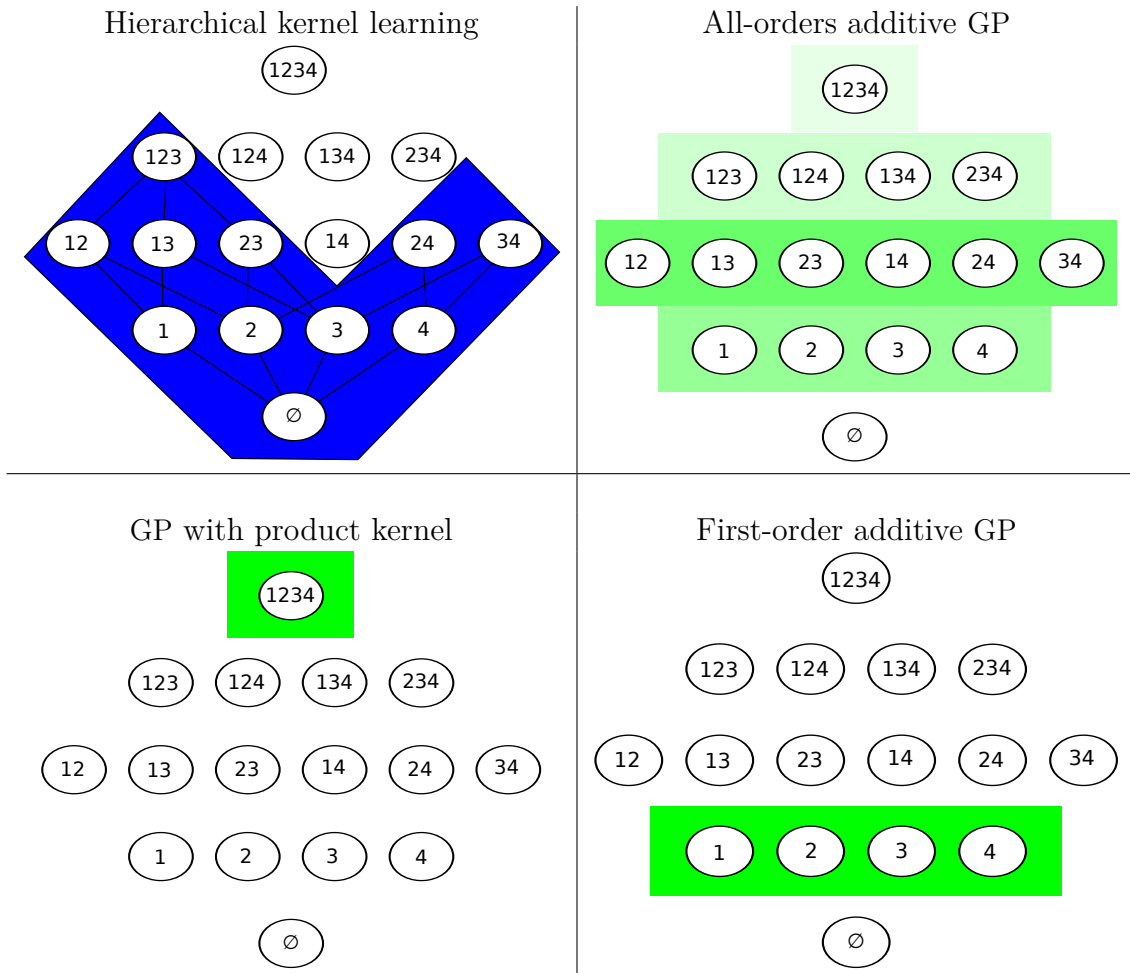 Hierarchical kernel learning
1234
123 124 134 234
12 13 23 14 24 34
1 2 3 4
∅
All-orders additive GP
1234
123 124 134 234
12 13 23 14 24 34
1 2 3 4
∅
GP with product kernel
1234
123 124 134 234
12 13 23 14 24 34
1 2 3 4
∅
First-order additive GP
1234
123 124 134 234
12 13 23 14 24 34
1 2 3 4
∅